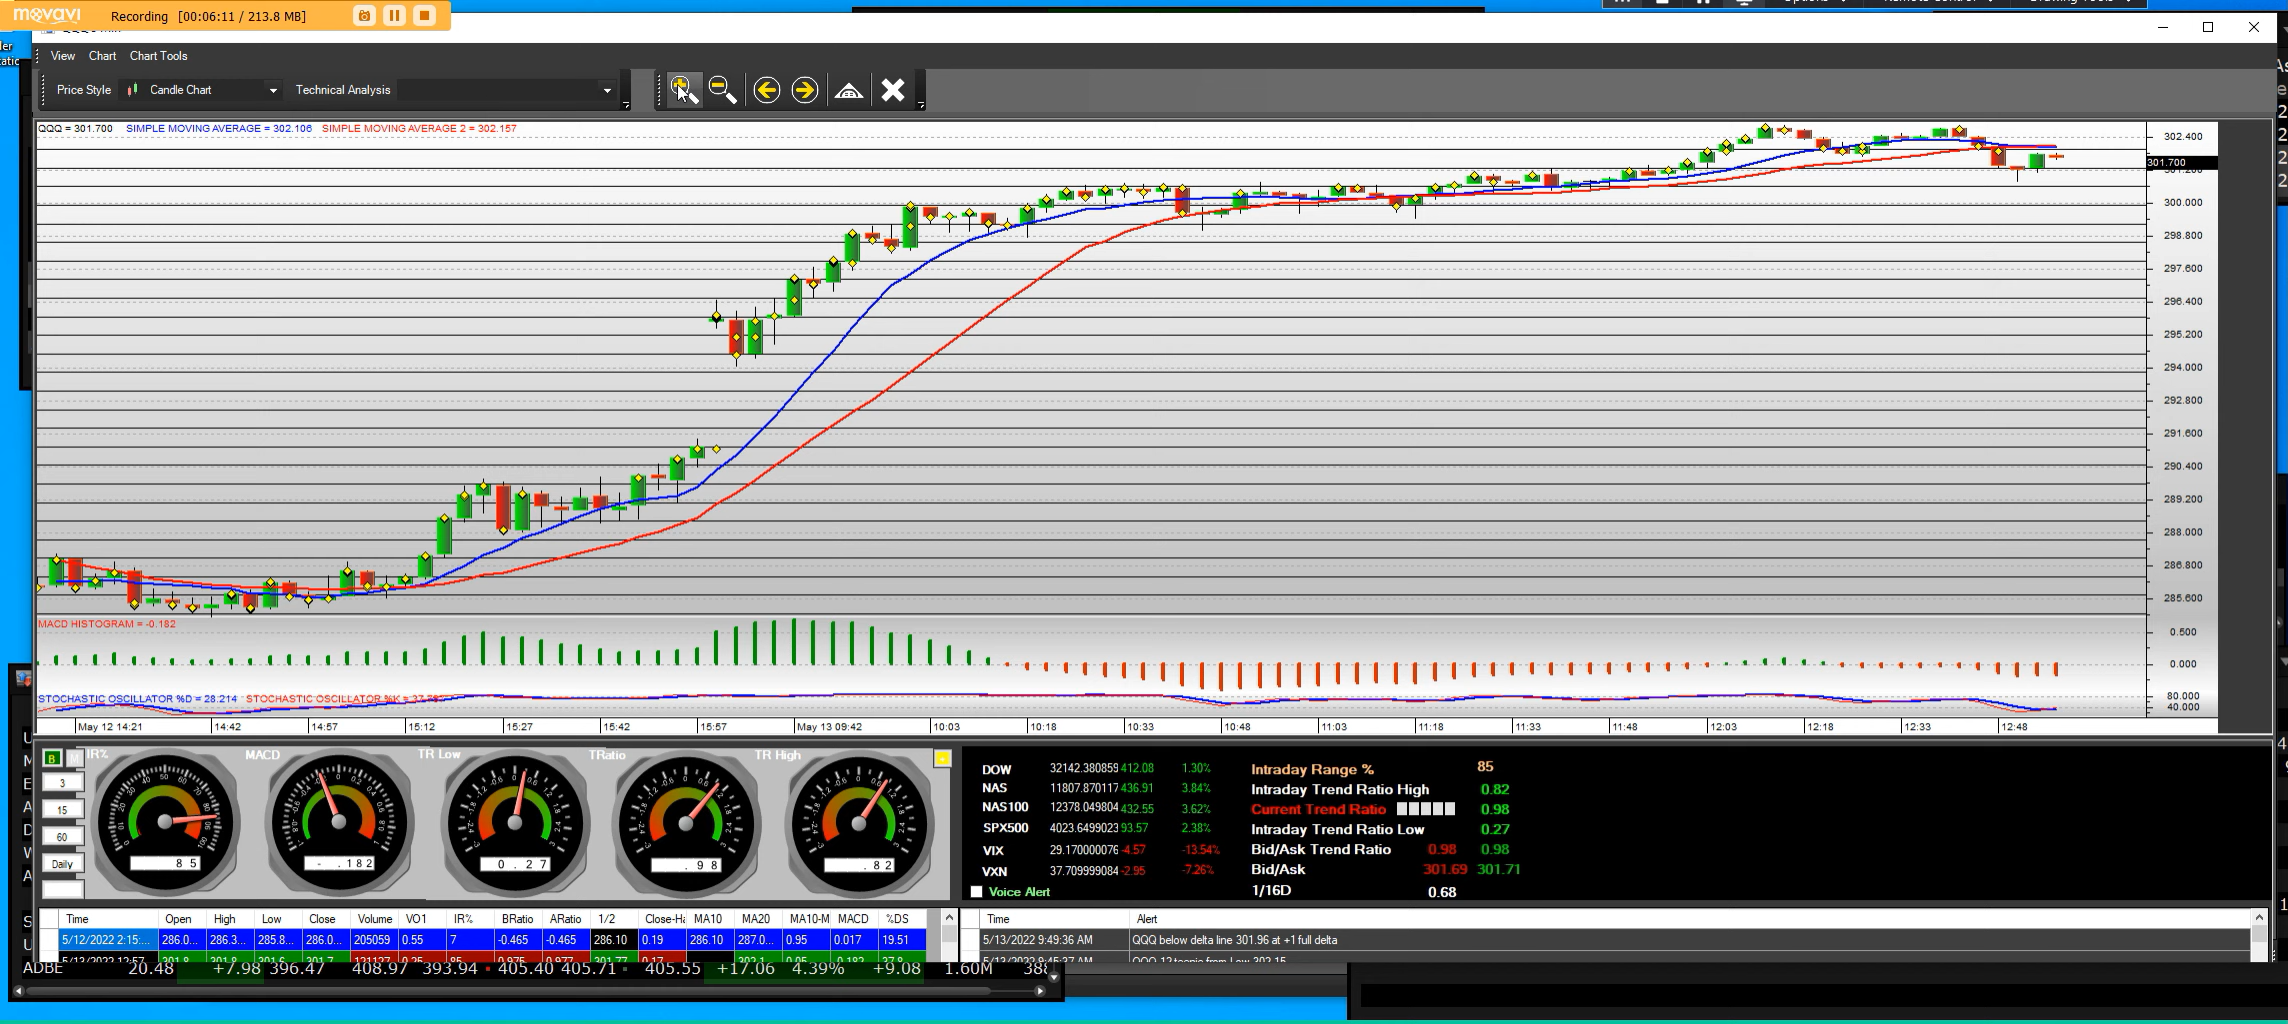 movavi Recording [00:06:11 / 213.8 MB]
View Chart Chart Tools
Price Style Candle Chart Technical Analysis
QQQ = 301.700 SIMPLE MOVING AVERAGE = 302.106 SIMPLE MOVING AVERAGE 2 = 302.157
302.400
301.700
301.200
300.000
298.800
297.600
296.400
295.200
294.000
292.800
291.600
290.400
289.200
288.000
286.800
285.600
MACD HISTOGRAM = -0.182
0.500
0.000
STOCHASTIC OSCILLATOR %D = 28.214 STOCHASTIC OSCILLATOR %K =
80.000
40.000
May 12 14:21 14:42 14:57 15:12 15:27 15:42 15:57 May 13 09:42 10:03 10:18 10:33 10:48 11:03 11:18 11:33 11:48 12:03 12:18 12:33 12:48
B M IR% MACD TR Low TRatio TR High
3
15
60
Daily
85 - .182 0.27 .98 .82
DOW 32142.380859 412.08 1.30%
NAS 11807.870117 436.91 3.84%
NAS100 12378.049804 432.55 3.62%
SPX500 4023.6499023 93.57 2.38%
VIX 29.170000076 -4.57 -13.54%
VXN 37.709999084 -2.95 -7.26%
Voice Alert
Intraday Range % 85
Intraday Trend Ratio High 0.82
Current Trend Ratio 0.98
Intraday Trend Ratio Low 0.27
Bid/Ask Trend Ratio 0.98 0.98
Bid/Ask 301.69 301.71
1/16D 0.68
Time Open High Low Close Volume VO1 IR% BRatio ARatio 1/2 Close-Ha MA10 MA20 MA10-M MACD %DS
5/12/2022 2:15:... 286.0... 286.3... 285.8... 286.0... 205059 0.55 7 -0.465 -0.465 286.10 0.19 286.10 287.0... 0.95 0.017 19.51
Time Alert
5/13/2022 9:49:36 AM QQQ below delta line 301.96 at +1 full delta
ADBE 20.48 +7.98 396.47 408.97 393.94 405.40 405.71 405.55 +17.06 4.39% +9.08 1.60M